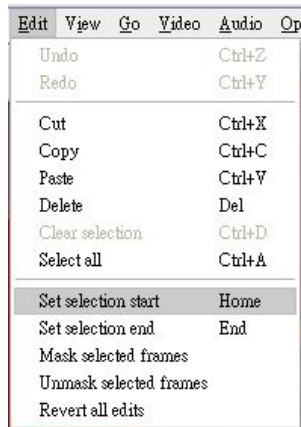 Edit View Go Video Audio Op
Undo Ctrl+Z
Redo Ctrl+Y
Cut Ctrl+X
Copy Ctrl+C
Paste Ctrl+V
Delete Del
Clear selection Ctrl+D
Select all Ctrl+A
Set selection start Home
Set selection end End
Mask selected frames
Unmask selected frames
Revert all edits